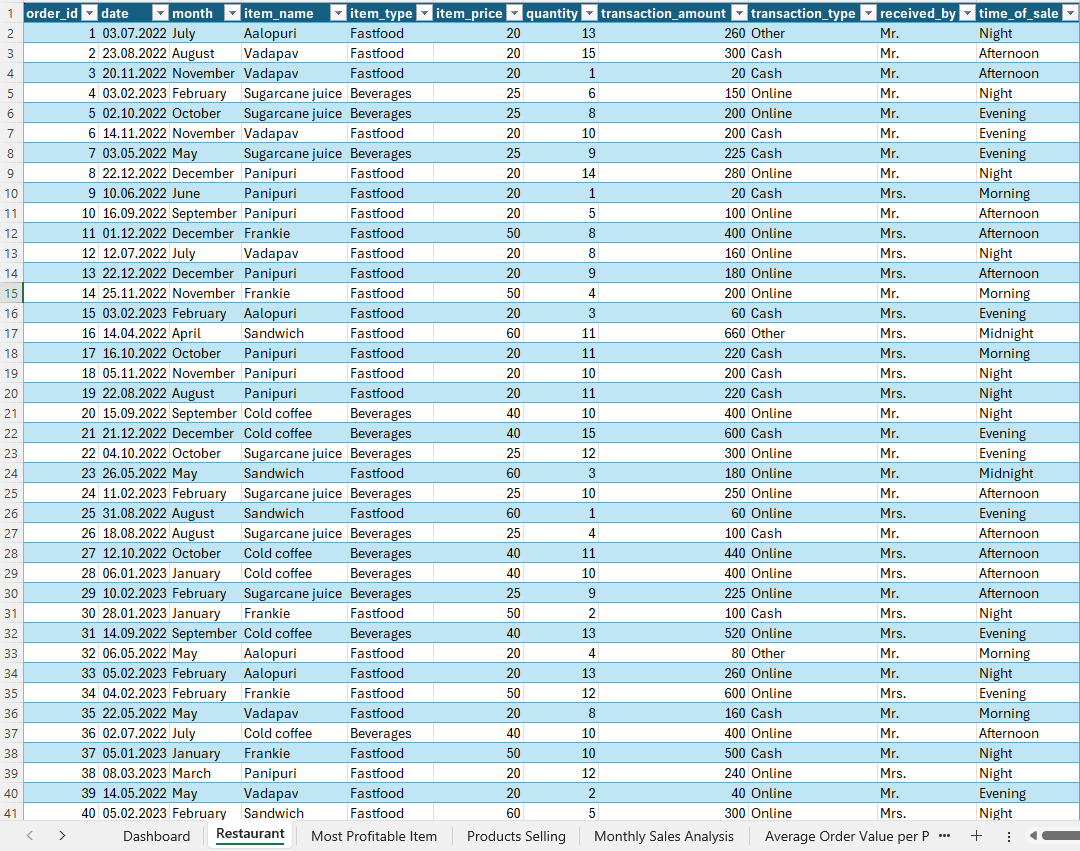 1 order_id date month item_name item_type item_price quantity transaction_amount transaction_type received_by time_of_sale
2 1 03.07.2022 July Aalopuri Fastfood 20 13 260 Other Mr. Night
3 2 23.08.2022 August Vadapav Fastfood 20 15 300 Cash Mr. Afternoon
4 3 20.11.2022 November Vadapav Fastfood 20 1 20 Cash Mr. Afternoon
5 4 03.02.2023 February Sugarcane juice Beverages 25 6 150 Online Mr. Night
6 5 02.10.2022 October Sugarcane juice Beverages 25 8 200 Online Mr. Evening
7 6 14.11.2022 November Vadapav Fastfood 20 10 200 Cash Mr. Evening
8 7 03.05.2022 May Sugarcane juice Beverages 25 9 225 Cash Mr. Evening
9 8 22.12.2022 December Panipuri Fastfood 20 14 280 Online Mr. Night
10 9 10.06.2022 June Panipuri Fastfood 20 1 20 Cash Mrs. Morning
11 10 16.09.2022 September Panipuri Fastfood 20 5 100 Online Mr. Afternoon
12 11 01.12.2022 December Frankie Fastfood 50 8 400 Online Mrs. Afternoon
13 12 12.07.2022 July Vadapav Fastfood 20 8 160 Online Mrs. Night
14 13 22.12.2022 December Panipuri Fastfood 20 9 180 Online Mrs. Afternoon
15 14 25.11.2022 November Frankie Fastfood 50 4 200 Online Mr. Morning
16 15 03.02.2023 February Aalopuri Fastfood 20 3 60 Cash Mrs. Evening
17 16 14.04.2022 April Sandwich Fastfood 60 11 660 Other Mrs. Midnight
18 17 16.10.2022 October Panipuri Fastfood 20 11 220 Cash Mrs. Morning
19 18 05.11.2022 November Panipuri Fastfood 20 10 200 Cash Mrs. Night
20 19 22.08.2022 August Panipuri Fastfood 20 11 220 Cash Mrs. Night
21 20 15.09.2022 September Cold coffee Beverages 40 10 400 Online Mr. Night
22 21 21.12.2022 December Cold coffee Beverages 40 15 600 Cash Mr. Evening
23 22 04.10.2022 October Sugarcane juice Beverages 25 12 300 Online Mr. Evening
24 23 26.05.2022 May Sandwich Fastfood 60 3 180 Online Mr. Midnight
25 24 11.02.2023 February Sugarcane juice Beverages 25 10 250 Online Mr. Afternoon
26 25 31.08.2022 August Sandwich Fastfood 60 1 60 Online Mrs. Evening
27 26 18.08.2022 August Sugarcane juice Beverages 25 4 100 Cash Mr. Afternoon
28 27 12.10.2022 October Cold coffee Beverages 40 11 440 Online Mrs. Afternoon
29 28 06.01.2023 January Cold coffee Beverages 40 10 400 Online Mrs. Afternoon
30 29 10.02.2023 February Sugarcane juice Beverages 25 9 225 Online Mr. Afternoon
31 30 28.01.2023 January Frankie Fastfood 50 2 100 Cash Mrs. Night
32 31 14.09.2022 September Cold coffee Beverages 40 13 520 Online Mrs. Evening
33 32 06.05.2022 May Aalopuri Fastfood 20 4 80 Other Mr. Morning
34 33 05.02.2023 February Aalopuri Fastfood 20 13 260 Online Mr. Night
35 34 04.02.2023 February Frankie Fastfood 50 12 600 Online Mrs. Evening
36 35 22.05.2022 May Vadapav Fastfood 20 8 160 Cash Mr. Morning
37 36 02.07.2022 July Cold coffee Beverages 40 10 400 Online Mr. Afternoon
38 37 05.01.2023 January Frankie Fastfood 50 10 500 Cash Mr. Night
39 38 08.03.2023 March Panipuri Fastfood 20 12 240 Online Mrs. Night
40 39 14.05.2022 May Vadapav Fastfood 20 2 40 Online Mr. Evening
41 40 05.02.2023 February Sandwich Fastfood 60 5 300 Online Mrs. Night
Dashboard Restaurant Most Profitable Item Products Selling Monthly Sales Analysis Average Order Value per P ···